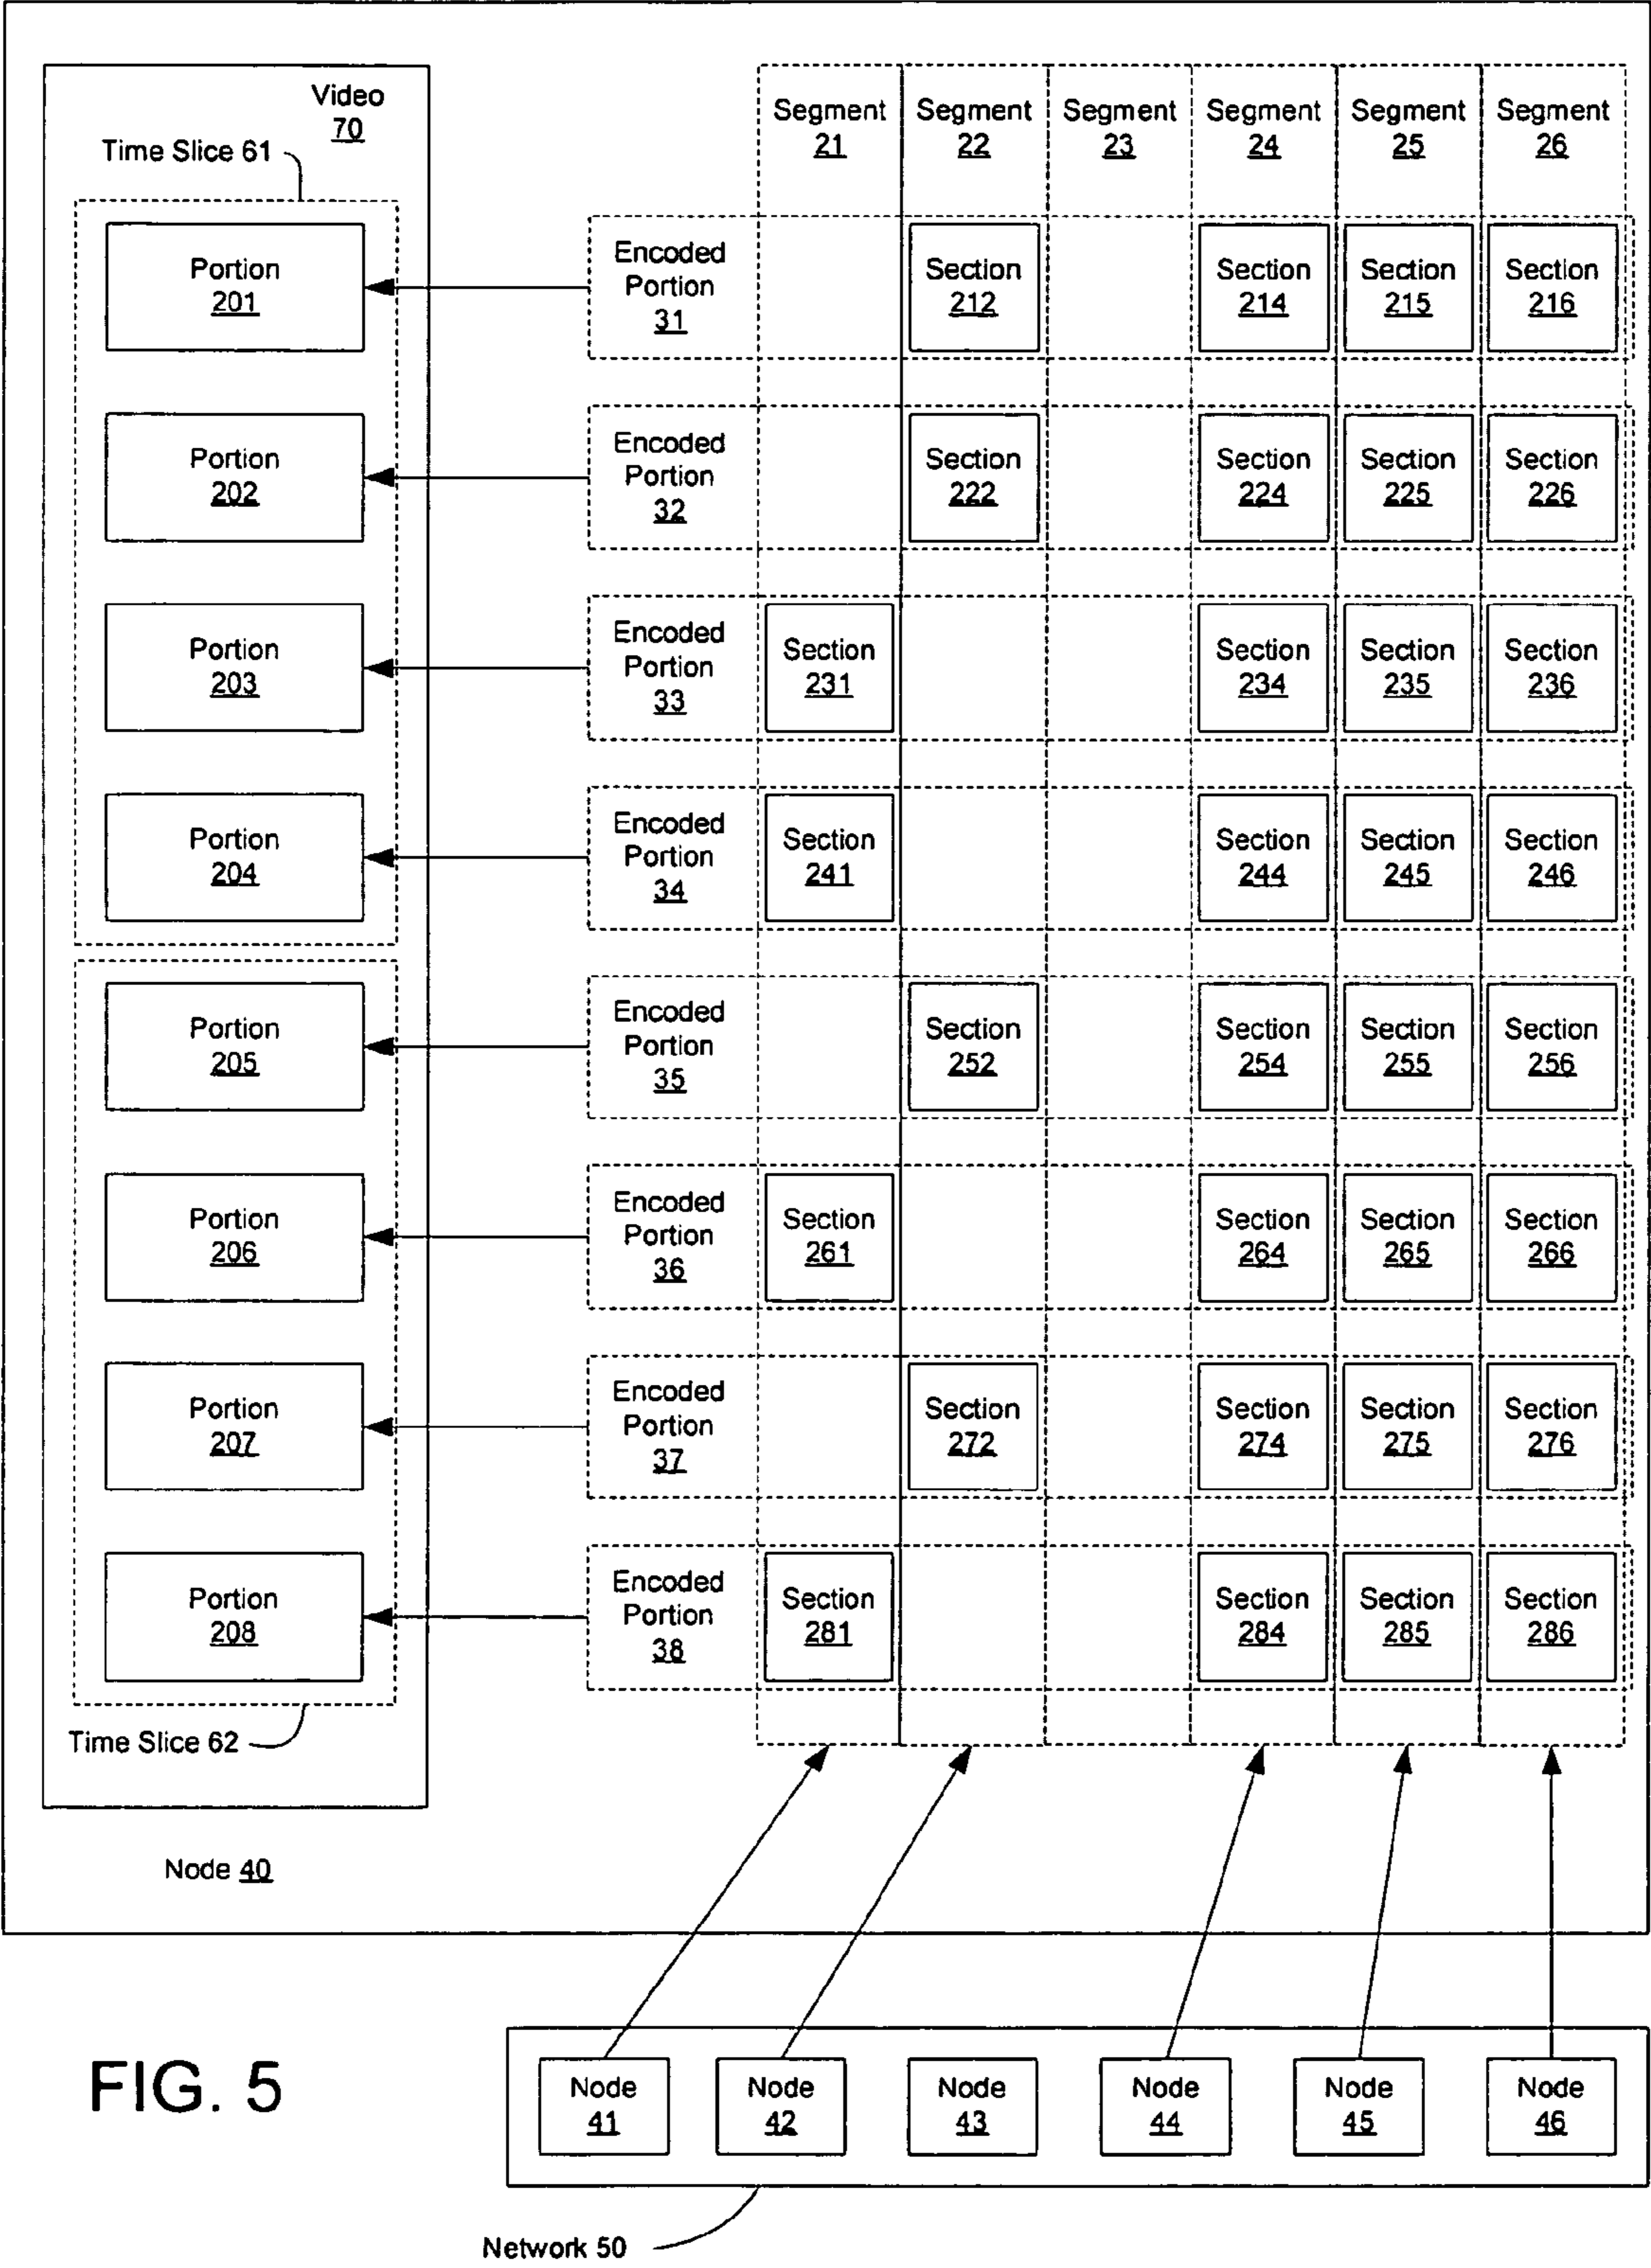 Video
70
Time Slice 61
Segment
21
Segment
22
Segment
23
Segment
24
Segment
25
Segment
26
Portion
201
Encoded
Portion
31
Section
212
Section
214
Section
215
Section
216
Portion
202
Encoded
Portion
32
Section
222
Section
224
Section
225
Section
226
Portion
203
Encoded
Portion
33
Section
231
Section
234
Section
235
Section
236
Portion
204
Encoded
Portion
34
Section
241
Section
244
Section
245
Section
246
Portion
205
Encoded
Portion
35
Section
252
Section
254
Section
255
Section
256
Portion
206
Encoded
Portion
36
Section
261
Section
264
Section
265
Section
266
Portion
207
Encoded
Portion
37
Section
272
Section
274
Section
275
Section
276
Portion
208
Encoded
Portion
38
Section
281
Section
284
Section
285
Section
286
Time Slice 62
Node 40
FIG. 5
Node
41
Node
42
Node
43
Node
44
Node
45
Node
46
Network 50